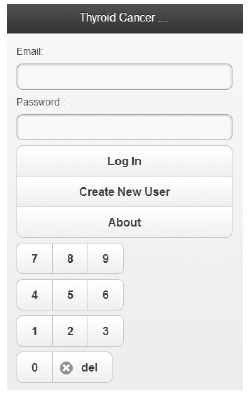 Thyroid Cancer ...
Email:
Password :
Log In
Create New User
About
7 8 9
4 5 6
1 2 3
0 del